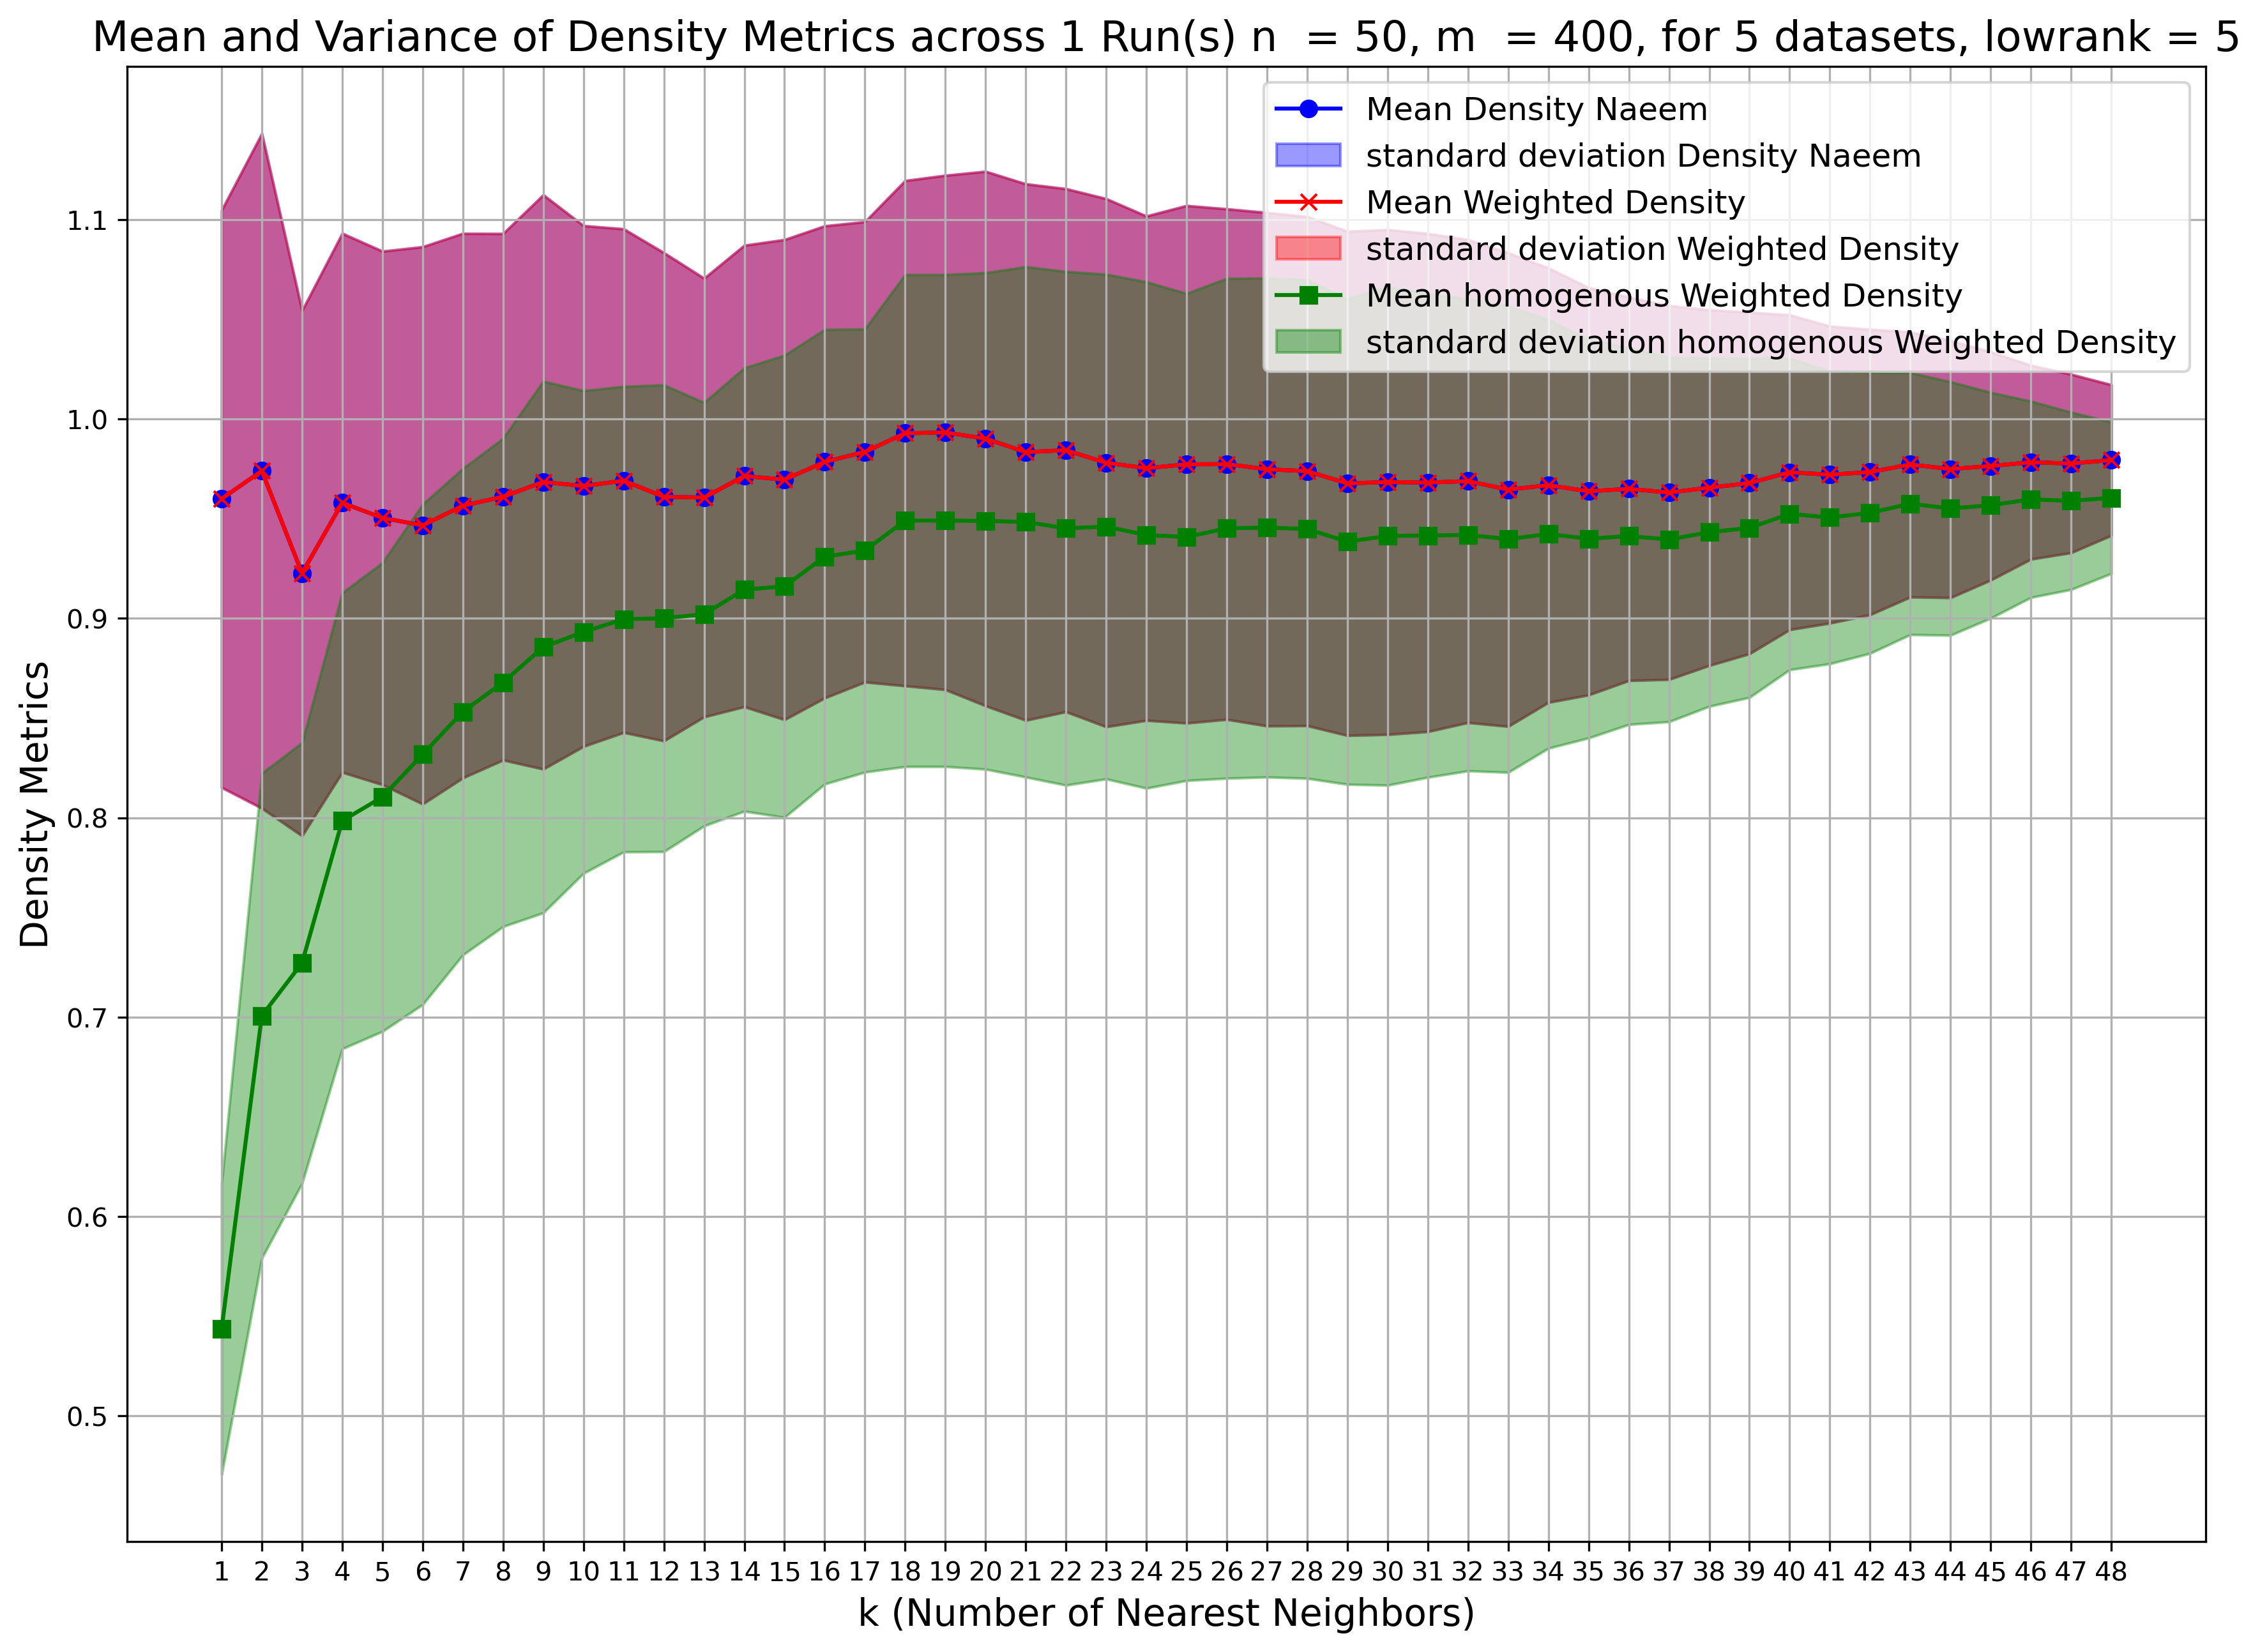 Mean and Variance of Density Metrics across 1 Run(s) n  = 50, m  = 400, for 5 datasets, lowrank = 5
Mean Density Naeem
standard deviation Density Naeem
Mean Weighted Density
standard deviation Weighted Density
Mean homogenous Weighted Density
standard deviation homogenous Weighted Density
Density Metrics
1.1
1.0
0.9
0.8
0.7
0.6
0.5
1 2 3 4 5 6 7 8 9 10 11 12 13 14 15 16 17 18 19 20 21 22 23 24 25 26 27 28 29 30 31 32 33 34 35 36 37 38 39 40 41 42 43 44 45 46 47 48
k (Number of Nearest Neighbors)